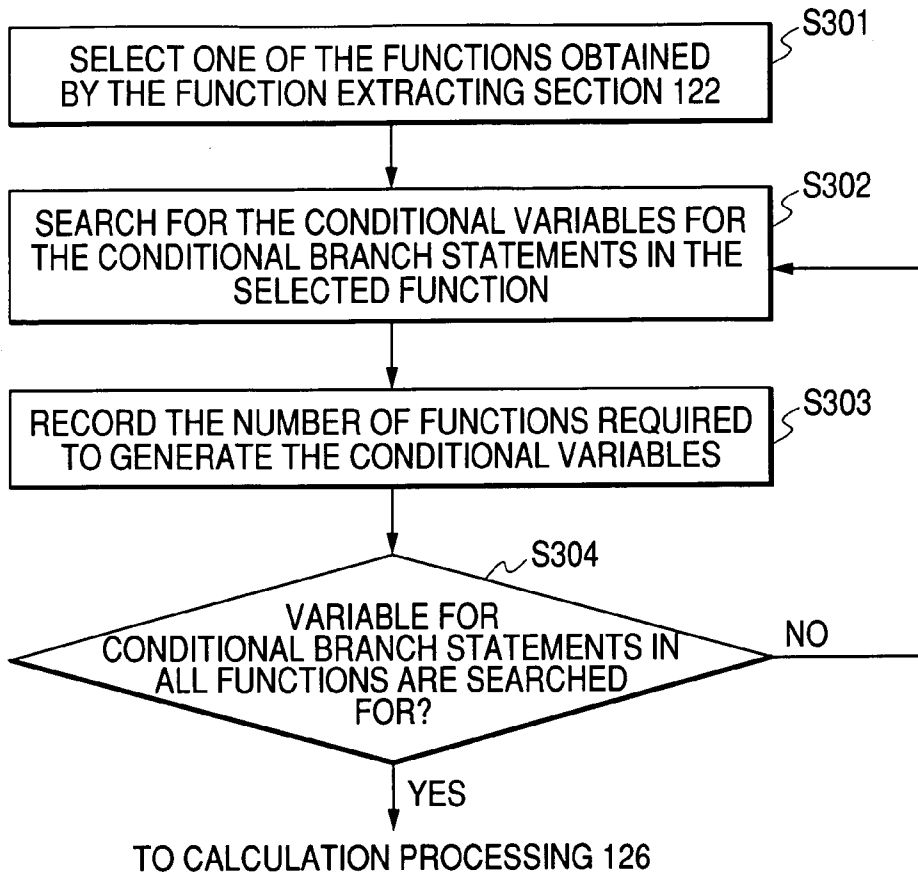 S301
SELECT ONE OF THE FUNCTIONS OBTAINED
BY THE FUNCTION EXTRACTING SECTION 122
S302
SEARCH FOR THE CONDITIONAL VARIABLES FOR
THE CONDITIONAL BRANCH STATEMENTS IN THE
SELECTED FUNCTION
S303
RECORD THE NUMBER OF FUNCTIONS REQUIRED
TO GENERATE THE CONDITIONAL VARIABLES
S304
VARIABLE FOR
CONDITIONAL BRANCH STATEMENTS IN
ALL FUNCTIONS ARE SEARCHED
FOR?
NO
YES
TO CALCULATION PROCESSING 126